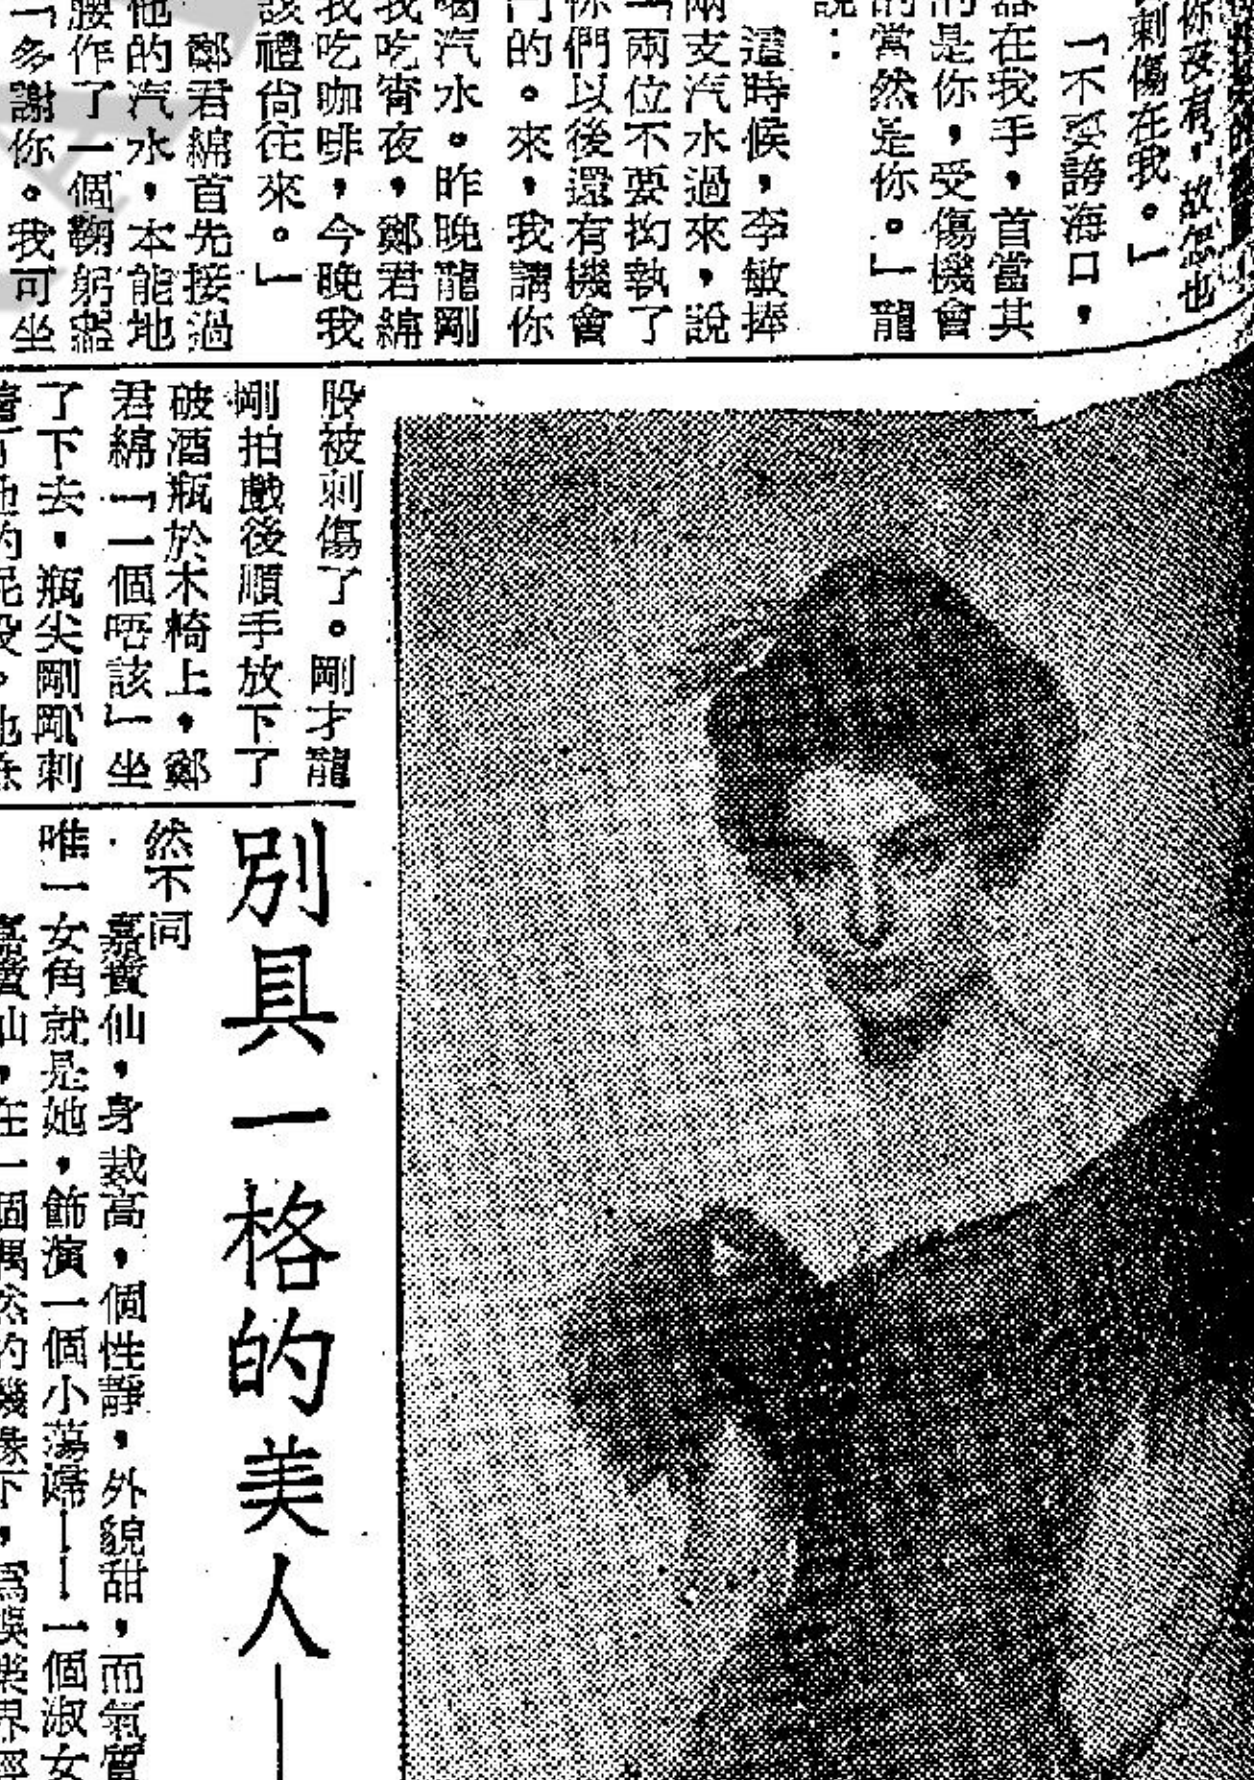 你沒有，故怎也
刺傷在我。」
「不要誇海口，
器在我手，首當其
的是你，受傷機會
的當然是你。」龍
說：
這時候，李敏捧
兩支汽水過來，說
「兩位不要拗執了
你們以後還有機會
鬥的。來，我請你
喝汽水。昨晚龍剛
我吃宵夜，鄭君綿
我吃咖啡，今晚我
該禮尙往來。」
鄭君綿首先接過
他的汽水，本能地
腰作了一個鞠躬
「多謝你。我可坐
股被刺傷了。剛才龍
剛拍戲後順手放下了
破酒瓶於木椅上，鄭
君綿「一個唔該」坐
了下去，瓶尖剛剛刺
別具一格的美人——
然不同
嘉寶仙，身裁高，個性靜，外貌甜，而氣質
唯一女角就是她，飾演一個小蕩婦——一個淑女
嘉寶仙，在一個偶然的機緣下，爲娛樂界